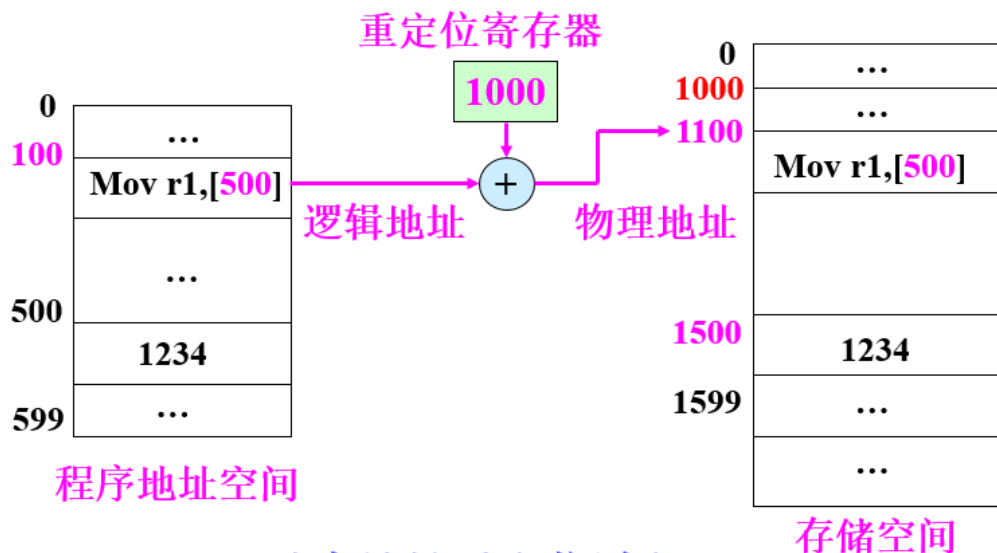 重定位寄存器
1000
0
…
100
Mov r1,[500]
…
500
1234
599
…
程序地址空间
逻辑地址
+
物理地址
0
…
1000
…
1100
Mov r1,[500]
1500
1234
1599
…
…
存储空间